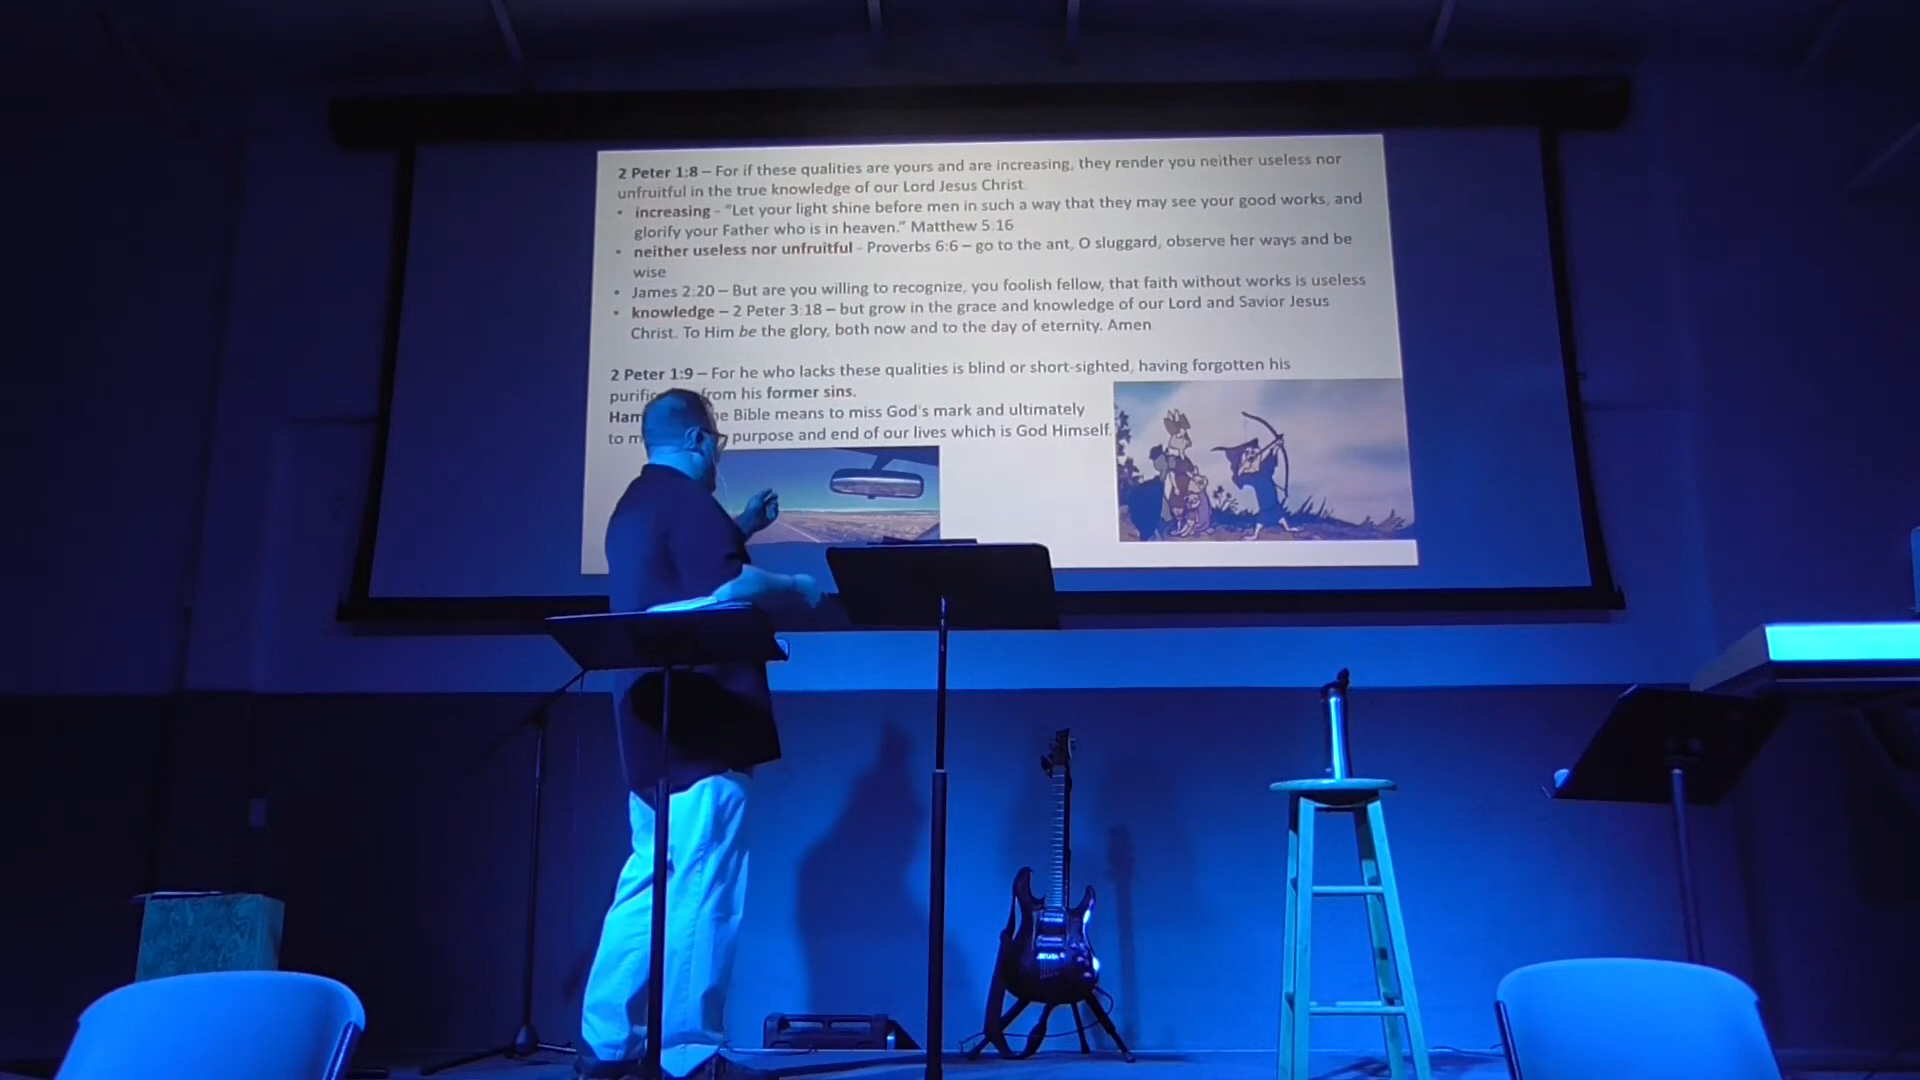 2 Peter 1:8 – For if these qualities are yours and are increasing, they render you neither useless nor
unfruitful in the true knowledge of our Lord Jesus Christ
• increasing - "Let your light shine before men in such a way that they may see your good works, and
glorify your Father who is in heaven." Matthew 5:16
• neither useless nor unfruitful - Proverbs 6:6 – go to the ant, O sluggard, observe her ways and be
wise
• James 2:20 – But are you willing to recognize, you foolish fellow, that faith without works is useless
• knowledge – 2 Peter 3:18 – but grow in the grace and knowledge of our Lord and Savior Jesus
Christ. To Him be the glory, both now and to the day of eternity. Amen
2 Peter 1:9 – For he who lacks these qualities is blind or short-sighted, having forgotten his
from his former sins.
Bible means to miss God's mark and ultimately
to purpose and end of our lives which is God Himself.